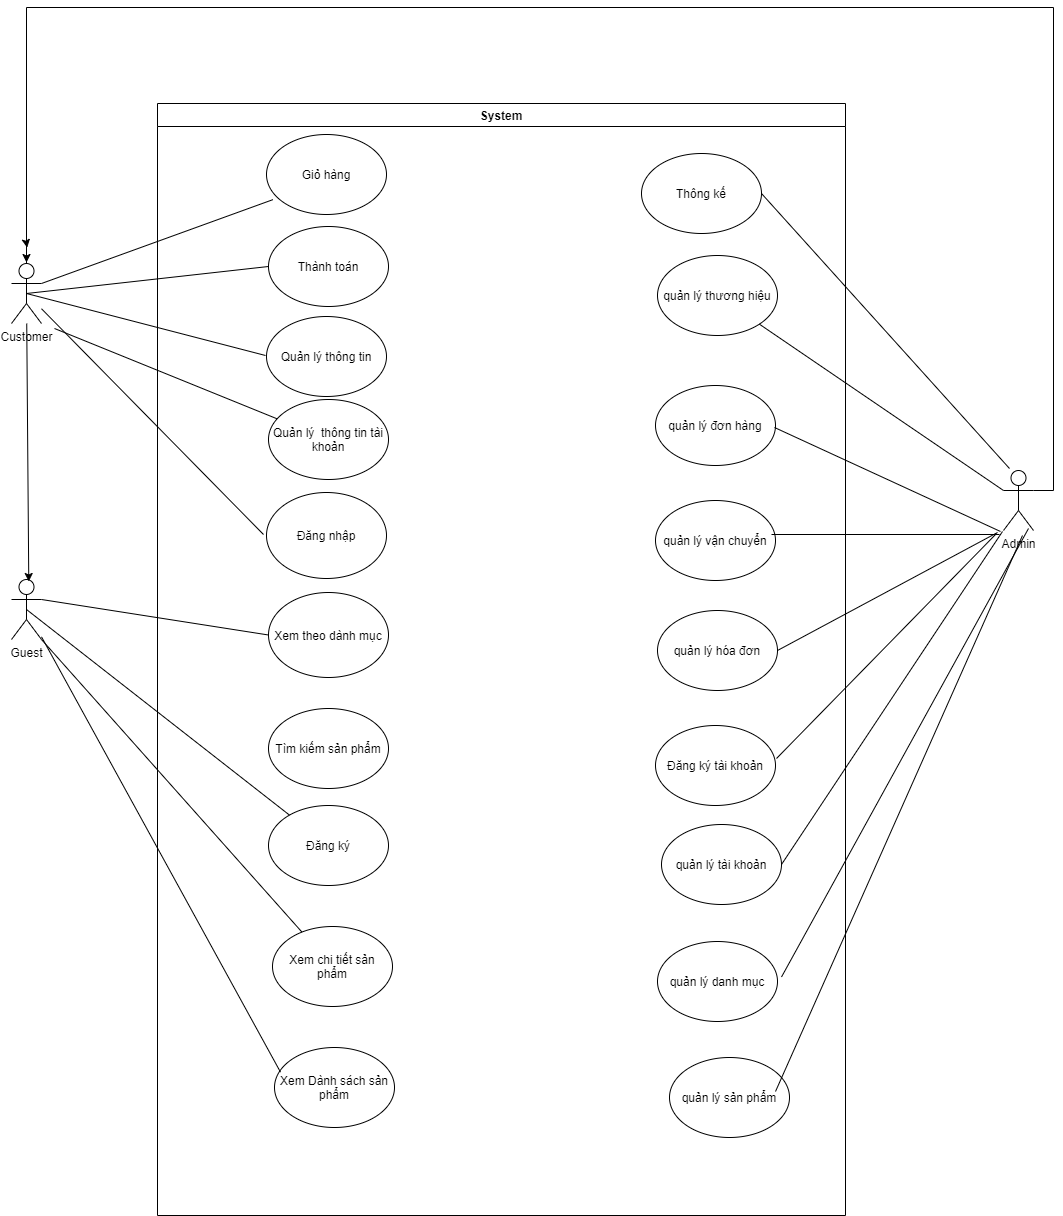 System
Giỏ hàng
Thành toán
Quản lý thông tin
Quản lý  thông tin tài
khoản
Đăng nhập
Xem theo dành mục
Tìm kiếm sản phẩm
Đăng ký
Xem chi tiết sản
phẩm
Xem Dành sách sản
phẩm
Thông kế
quản lý thương hiệu
quản lý đơn hàng
quản lý vận chuyển
quản lý hóa đơn
Đăng ký tài khoản
quản lý tài khoản
quản lý danh mục
quản lý sản phẩm
Customer
Guest
Admin